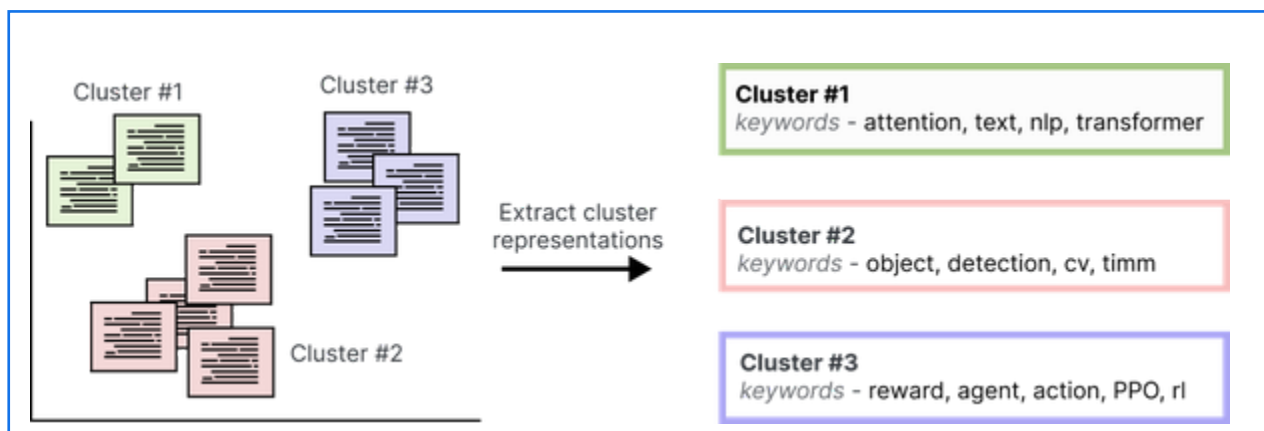 Cluster #1
Cluster #3
Cluster #2
Extract cluster
representations
Cluster #1
keywords - attention, text, nlp, transformer
Cluster #2
keywords - object, detection, cv, timm
Cluster #3
keywords - reward, agent, action, PPO, rl